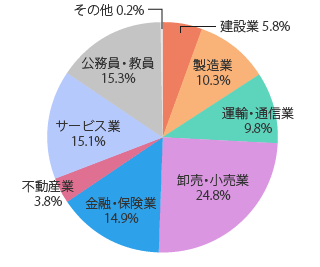 その他 0.2%
建設業 5.8%
製造業
10.3%
運輸・通信業
9.8%
卸売・小売業
24.8%
金融・保険業
14.9%
不動産業
3.8%
サービス業
15.1%
公務員・教員
15.3%